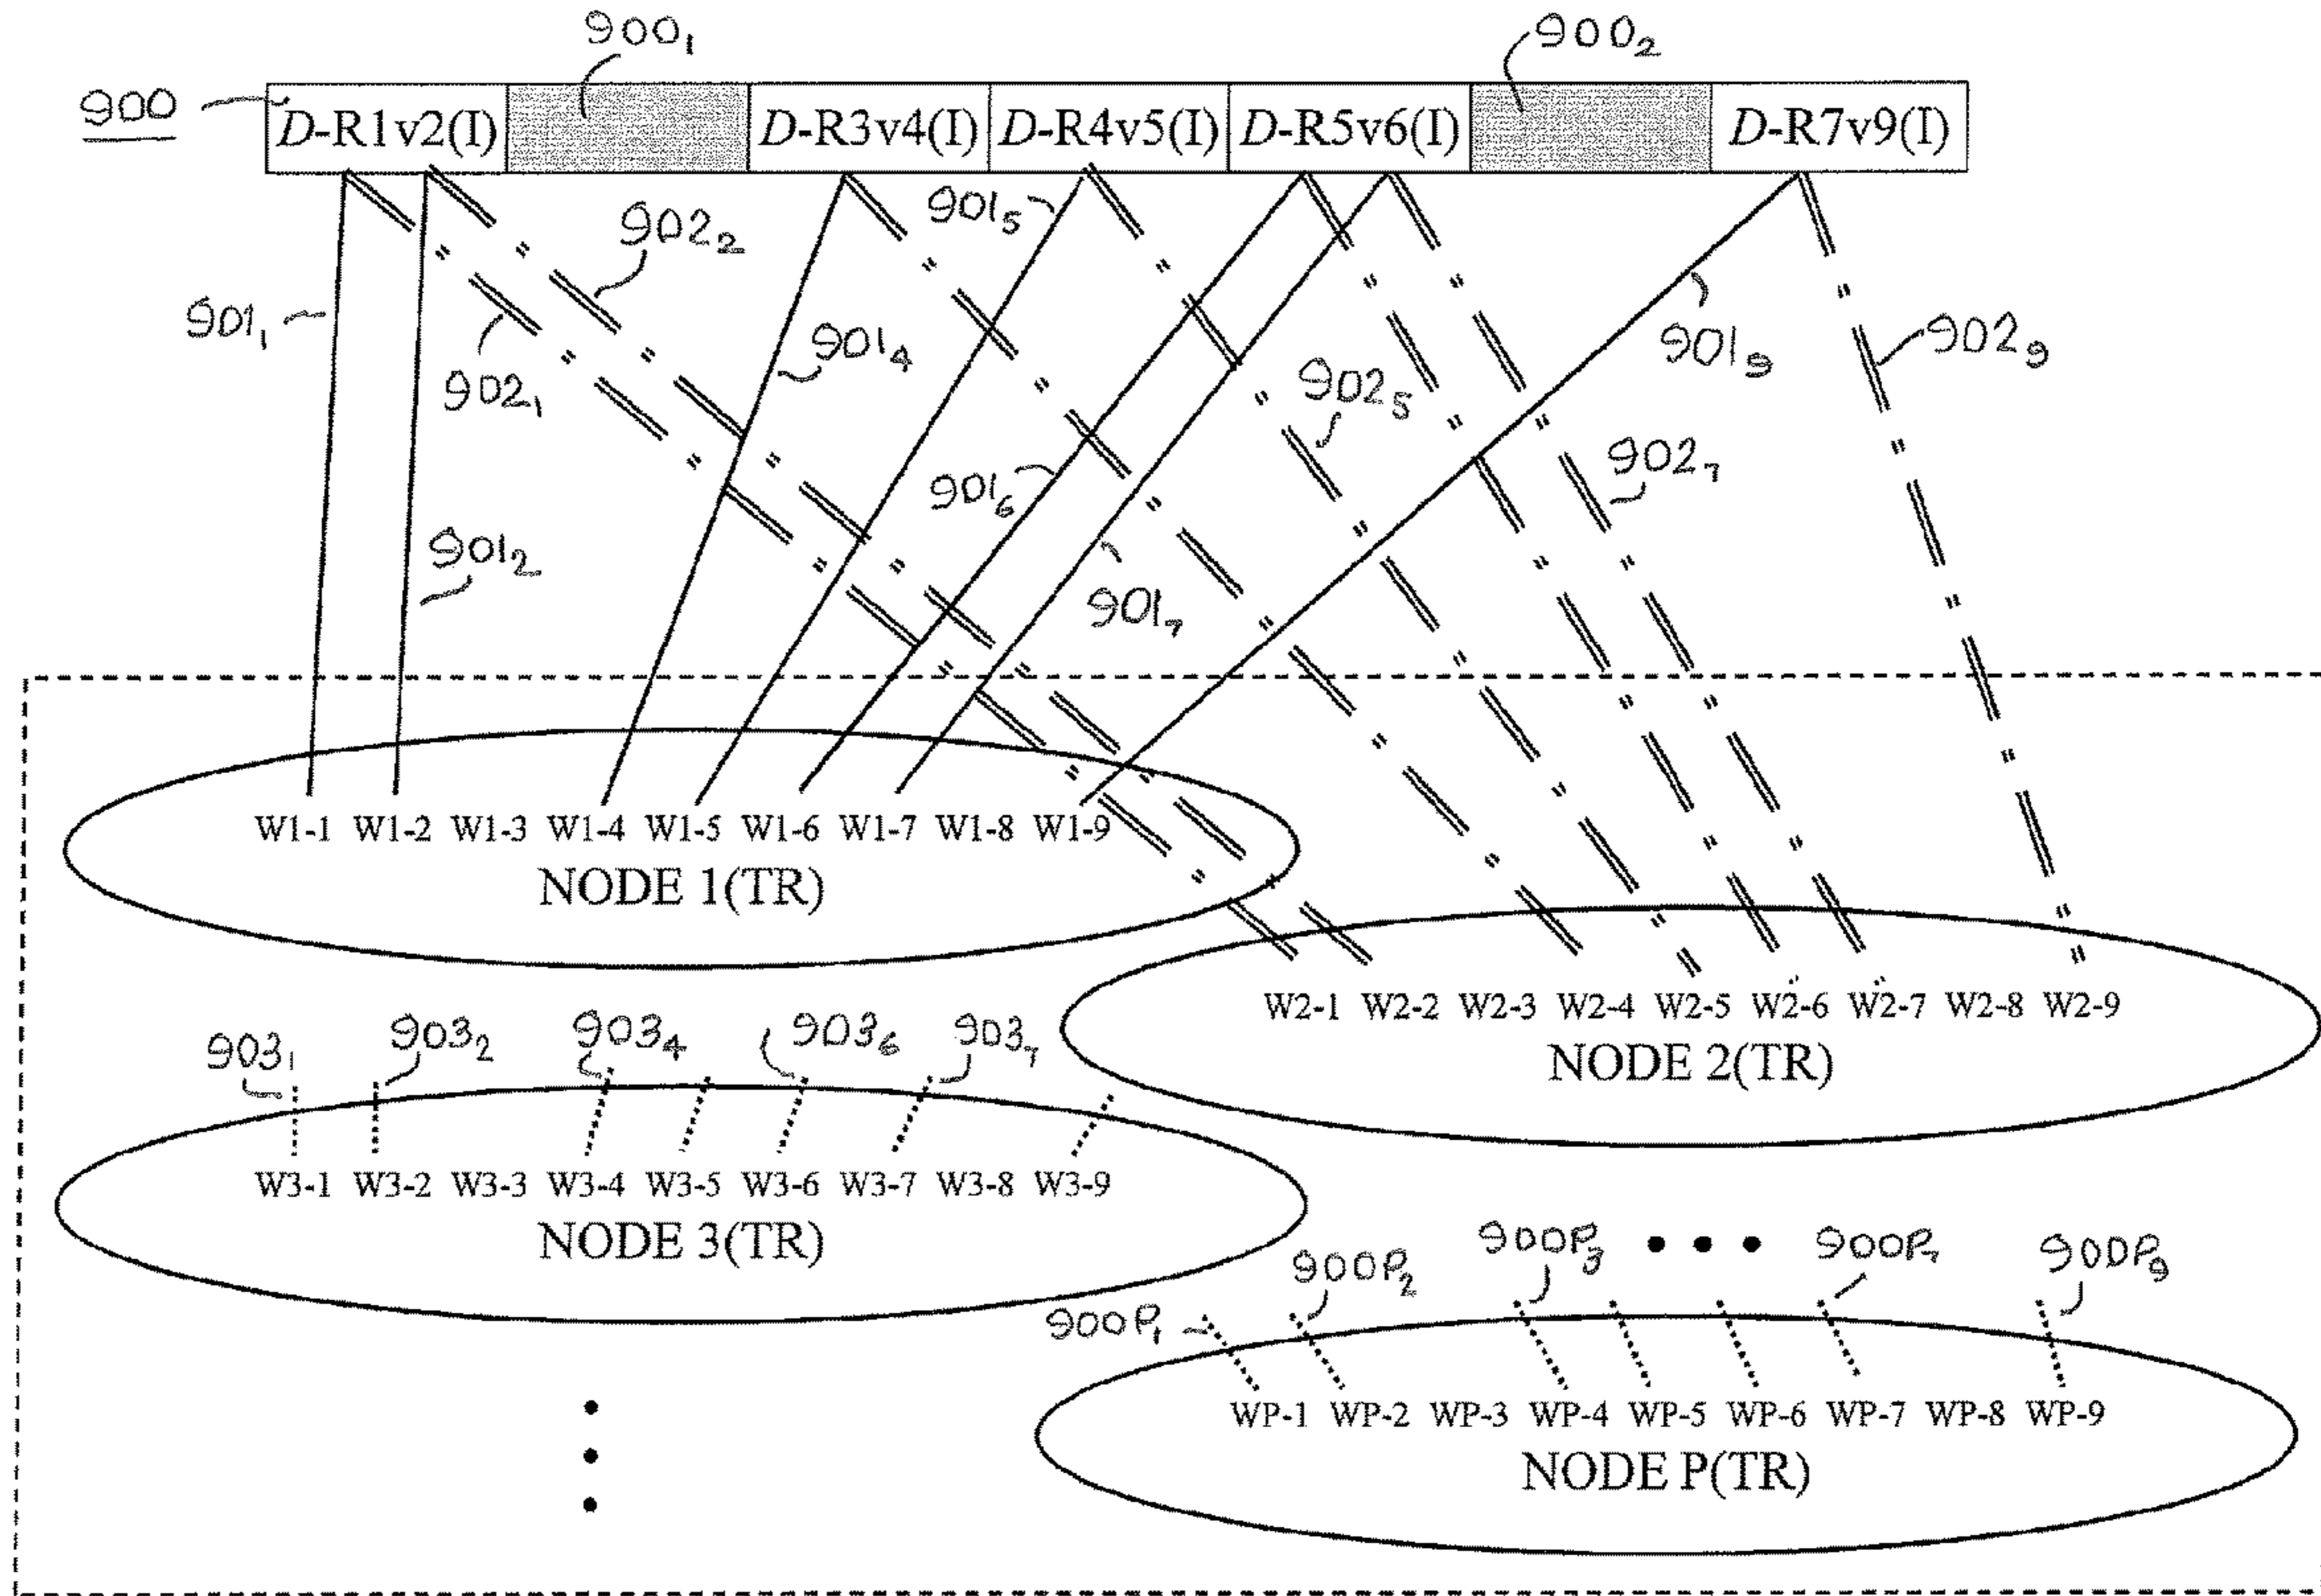 900₁
900₂
900
D-R1v2(I) D-R3v4(I) D-R4v5(I) D-R5v6(I) D-R7v9(I)
901₅
902₂
901₁
901₄
901₉
902₉
902₁
902₅
902₇
901₆
901₂
901₇
W1-1 W1-2 W1-3 W1-4 W1-5 W1-6 W1-7 W1-8 W1-9
NODE 1(TR)
W2-1 W2-2 W2-3 W2-4 W2-5 W2-6 W2-7 W2-8 W2-9
NODE 2(TR)
903₁ 903₂ 903₄ 903₆ 903₇
W3-1 W3-2 W3-3 W3-4 W3-5 W3-6 W3-7 W3-8 W3-9
NODE 3(TR)
900P₁ 900P₂ 900P₃ • • • 900P₇ 900P₉
WP-1 WP-2 WP-3 WP-4 WP-5 WP-6 WP-7 WP-8 WP-9
NODE P(TR)